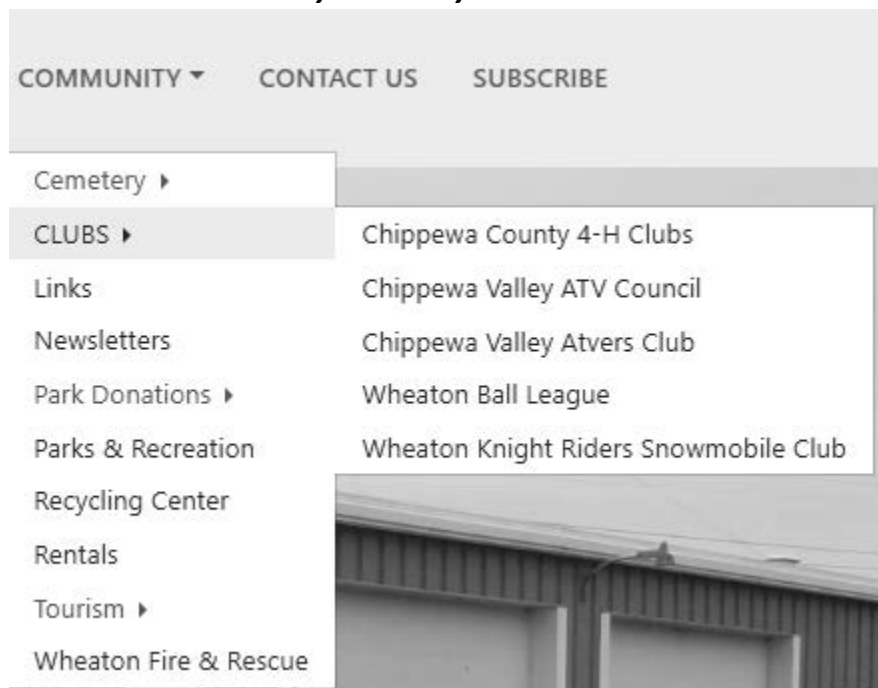 COMMUNITY CONTACT US SUBSCRIBE
Cemetery
CLUBS
Chippewa County 4-H Clubs
Links
Chippewa Valley ATV Council
Newsletters
Chippewa Valley Atvers Club
Park Donations
Wheaton Ball League
Parks & Recreation
Wheaton Knight Riders Snowmobile Club
Recycling Center
Rentals
Tourism
Wheaton Fire & Rescue